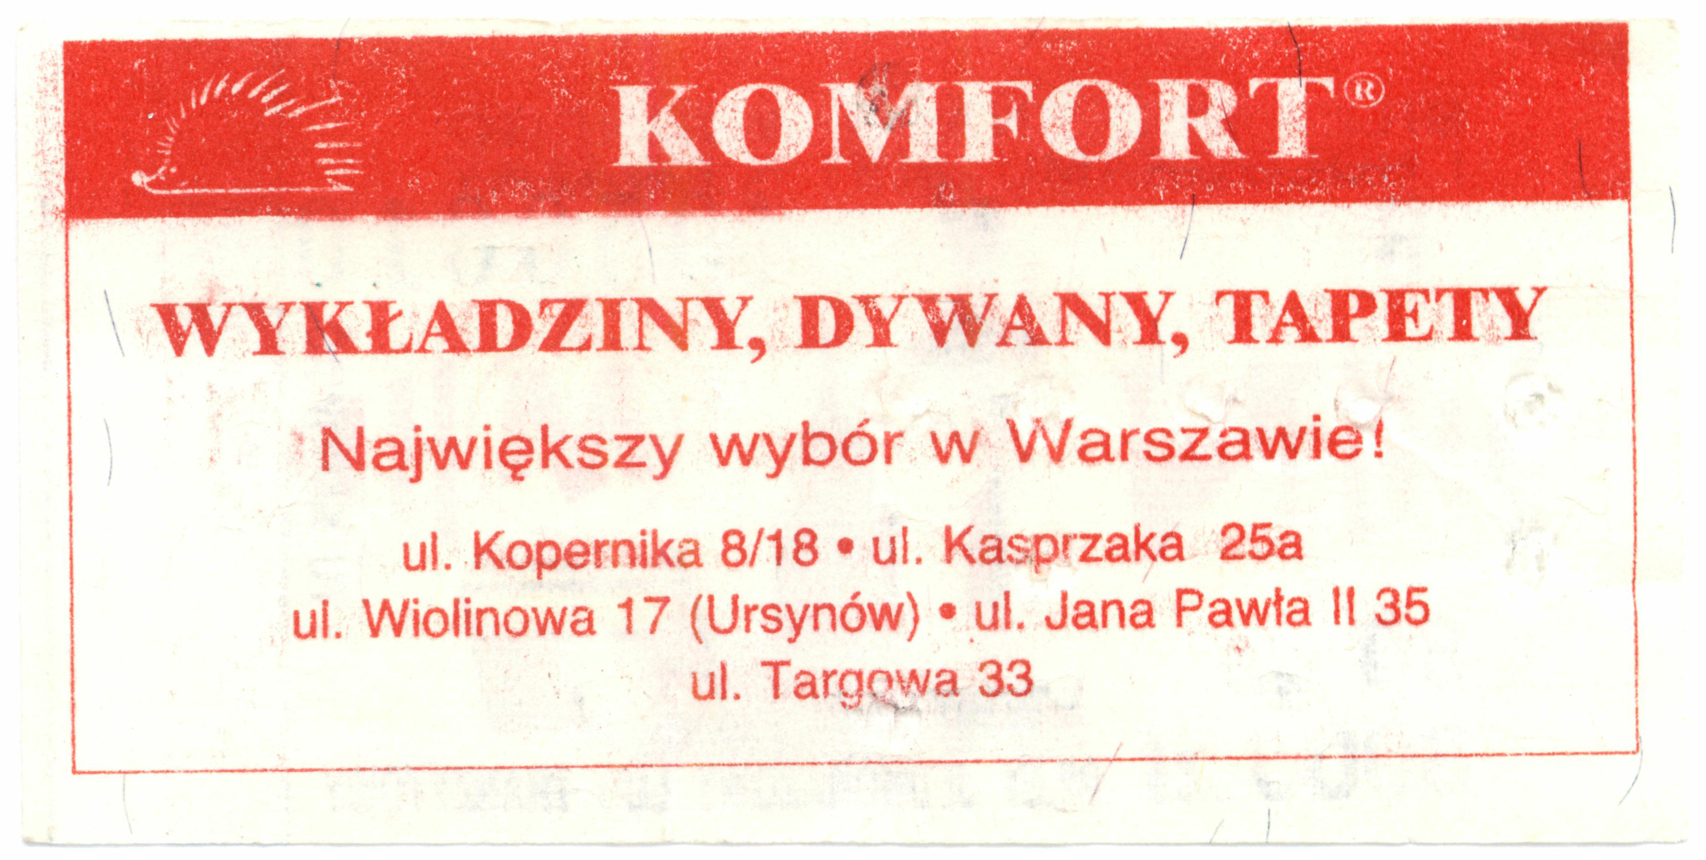 KOMFORT®
WYKŁADZINY, DYWANY, TAPETY
Największy wybór w Warszawie!
ul. Kopernika 8/18 • ul. Kasprzaka 25a
ul. Wiolinowa 17 (Ursynów) • ul. Jana Pawła II 35
ul. Targowa 33